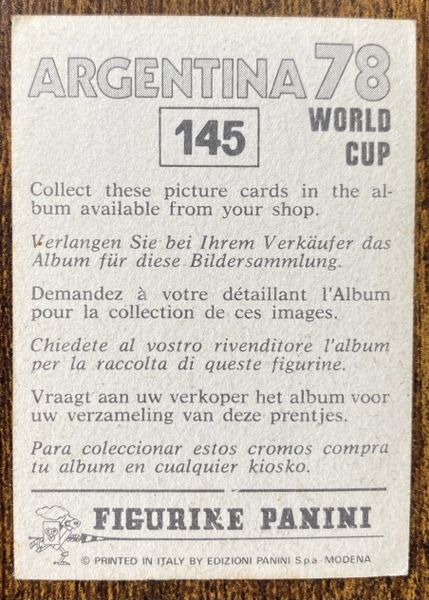 ARGENTINA 78
145
WORLD
CUP
Collect these picture cards in the al-
bum available from your shop.
Verlangen Sie bei Ihrem Verkäufer das
Album für diese Bildersammlung.
Demandez à votre détaillant l'Album
pour la collection de ces images.
Chiedete al vostro rivenditore l'album
per la raccolta di queste figurine.
Vraagt aan uw verkoper het album voor
uw verzameling van deze prentjes.
Para coleccionar estos cromos compra
tu album en cualquier kiosko.
FIGURINE PANINI
© PRINTED IN ITALY BY EDIZIONI PANINI S.p.a - MODENA